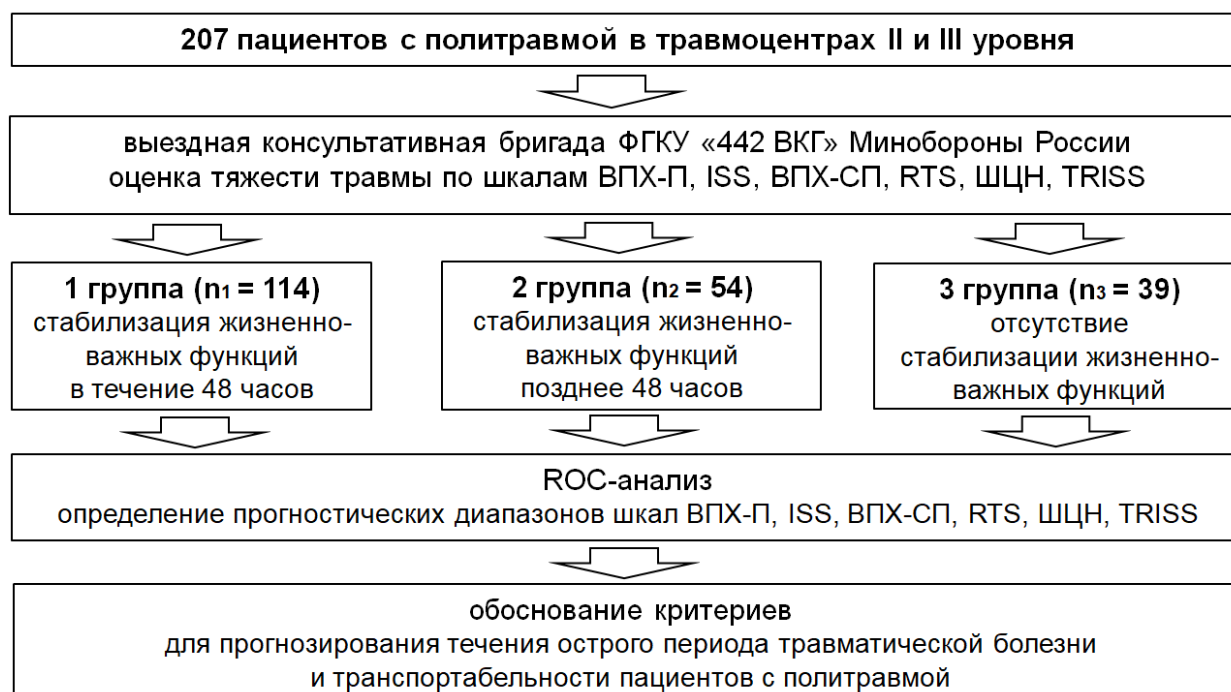 207 пациентов с политравмой в травмоцентрах II и III уровня
выездная консультативная бригада ФГКУ «442 ВКГ» Минобороны России
оценка тяжести травмы по шкалам ВПХ-П, ISS, ВПХ-СП, RTS, ШЦН, TRISS
1 группа (n₁ = 114)
стабилизация жизненно-
важных функций
в течение 48 часов
2 группа (n₂ = 54)
стабилизация жизненно-
важных функций
позднее 48 часов
3 группа (n₃ = 39)
отсутствие
стабилизации жизненно-
важных функций
ROC-анализ
определение прогностических диапазонов шкал ВПХ-П, ISS, ВПХ-СП, RTS, ШЦН, TRISS
обоснование критериев
для прогнозирования течения острого периода травматической болезни
и транспортабельности пациентов с политравмой